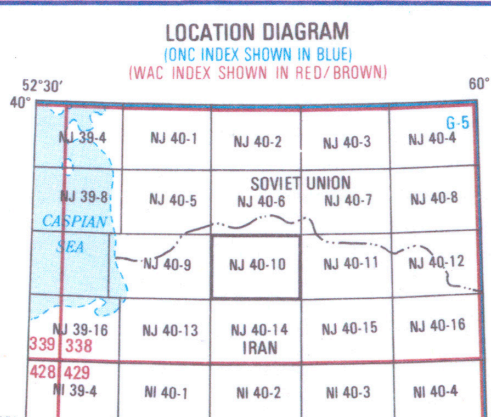 LOCATION DIAGRAM
(ONC INDEX SHOWN IN BLUE)
(WAC INDEX SHOWN IN RED/BROWN)
52°30' 60°
40°
G-5
NJ 39-4 NJ 40-1 NJ 40-2 NJ 40-3 NJ 40-4
SOVIET UNION
NJ 39-8 NJ 40-5 NJ 40-6 NJ 40-7 NJ 40-8
CASPIAN
SEA
NJ 40-9 NJ 40-10 NJ 40-11 NJ 40-12
NJ 39-16 NJ 40-13 NJ 40-14 NJ 40-15 NJ 40-16
339 338 IRAN
428 429
NI 39-4 NI 40-1 NI 40-2 NI 40-3 NI 40-4